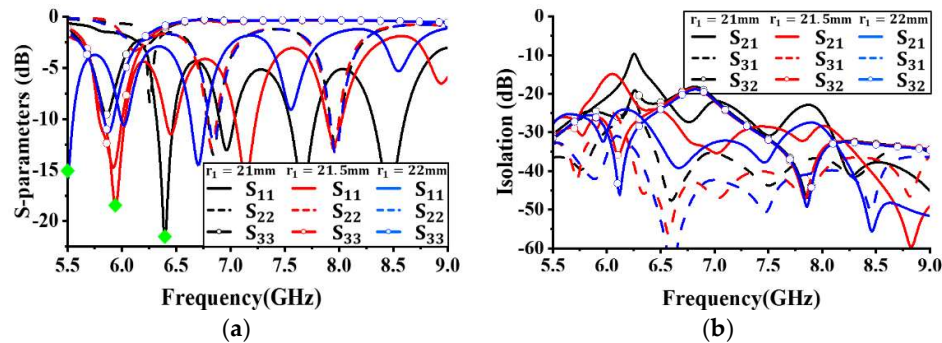 0
-5
-10
-15
-20
S-parameters (dB)
r₁ = 21mm r₁ = 21.5mm r₁ = 22mm
S₁₁ S₁₁ S₁₁
S₂₂ S₂₂ S₂₂
S₃₃ S₃₃ S₃₃
5.5 6.0 6.5 7.0 7.5 8.0 8.5 9.0
Frequency(GHz)
(a)
0
-10
-20
-30
-40
-50
-60
Isolation (dB)
r₁ = 21mm r₁ = 21.5mm r₁ = 22mm
S₂₁ S₂₁ S₂₁
S₃₁ S₃₁ S₃₁
S₃₂ S₃₂ S₃₂
5.5 6.0 6.5 7.0 7.5 8.0 8.5 9.0
Frequency(GHz)
(b)